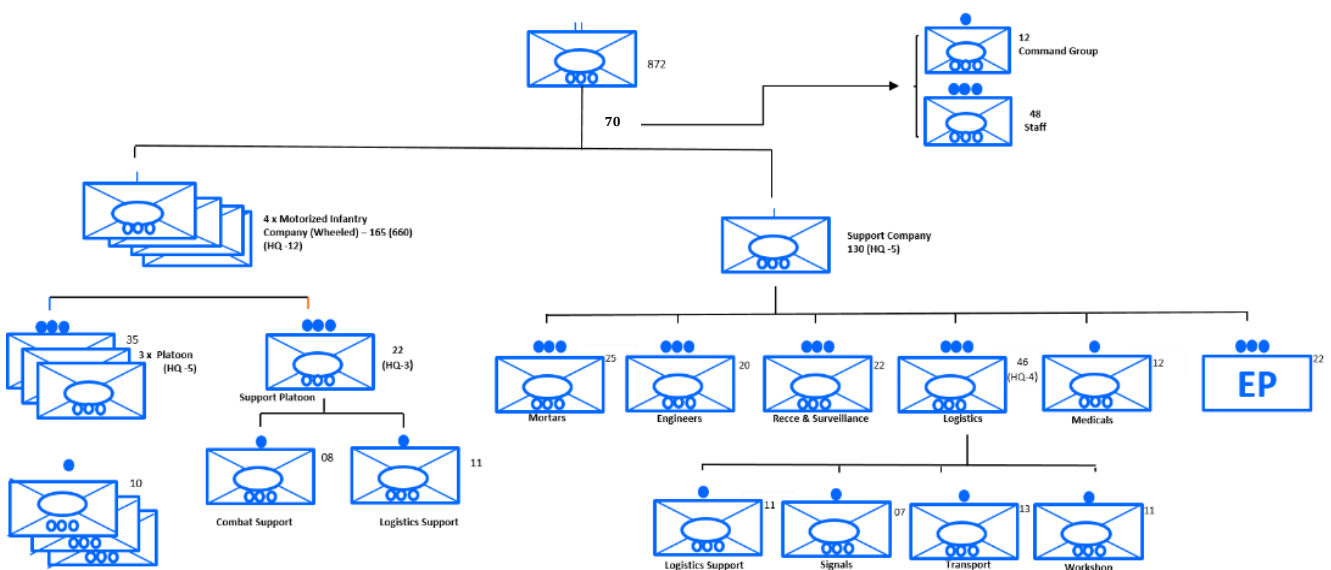 872
12
Command Group
48
Staff
70
4 x Motorized Infantry
Company (Wheeled) – 165 (660)
(HQ -12)
Support Company
130 (HQ -5)
35
3 x Platoon
(HQ -5)
22
(HQ-3)
Support Platoon
25
Mortars
20
Engineers
22
Recce & Surveillance
46
(HQ-4)
Logistics
12
Medicals
22
EP
10
08
Combat Support
11
Logistics Support
11
Logistics Support
07
Signals
13
Transport
11
Workshop